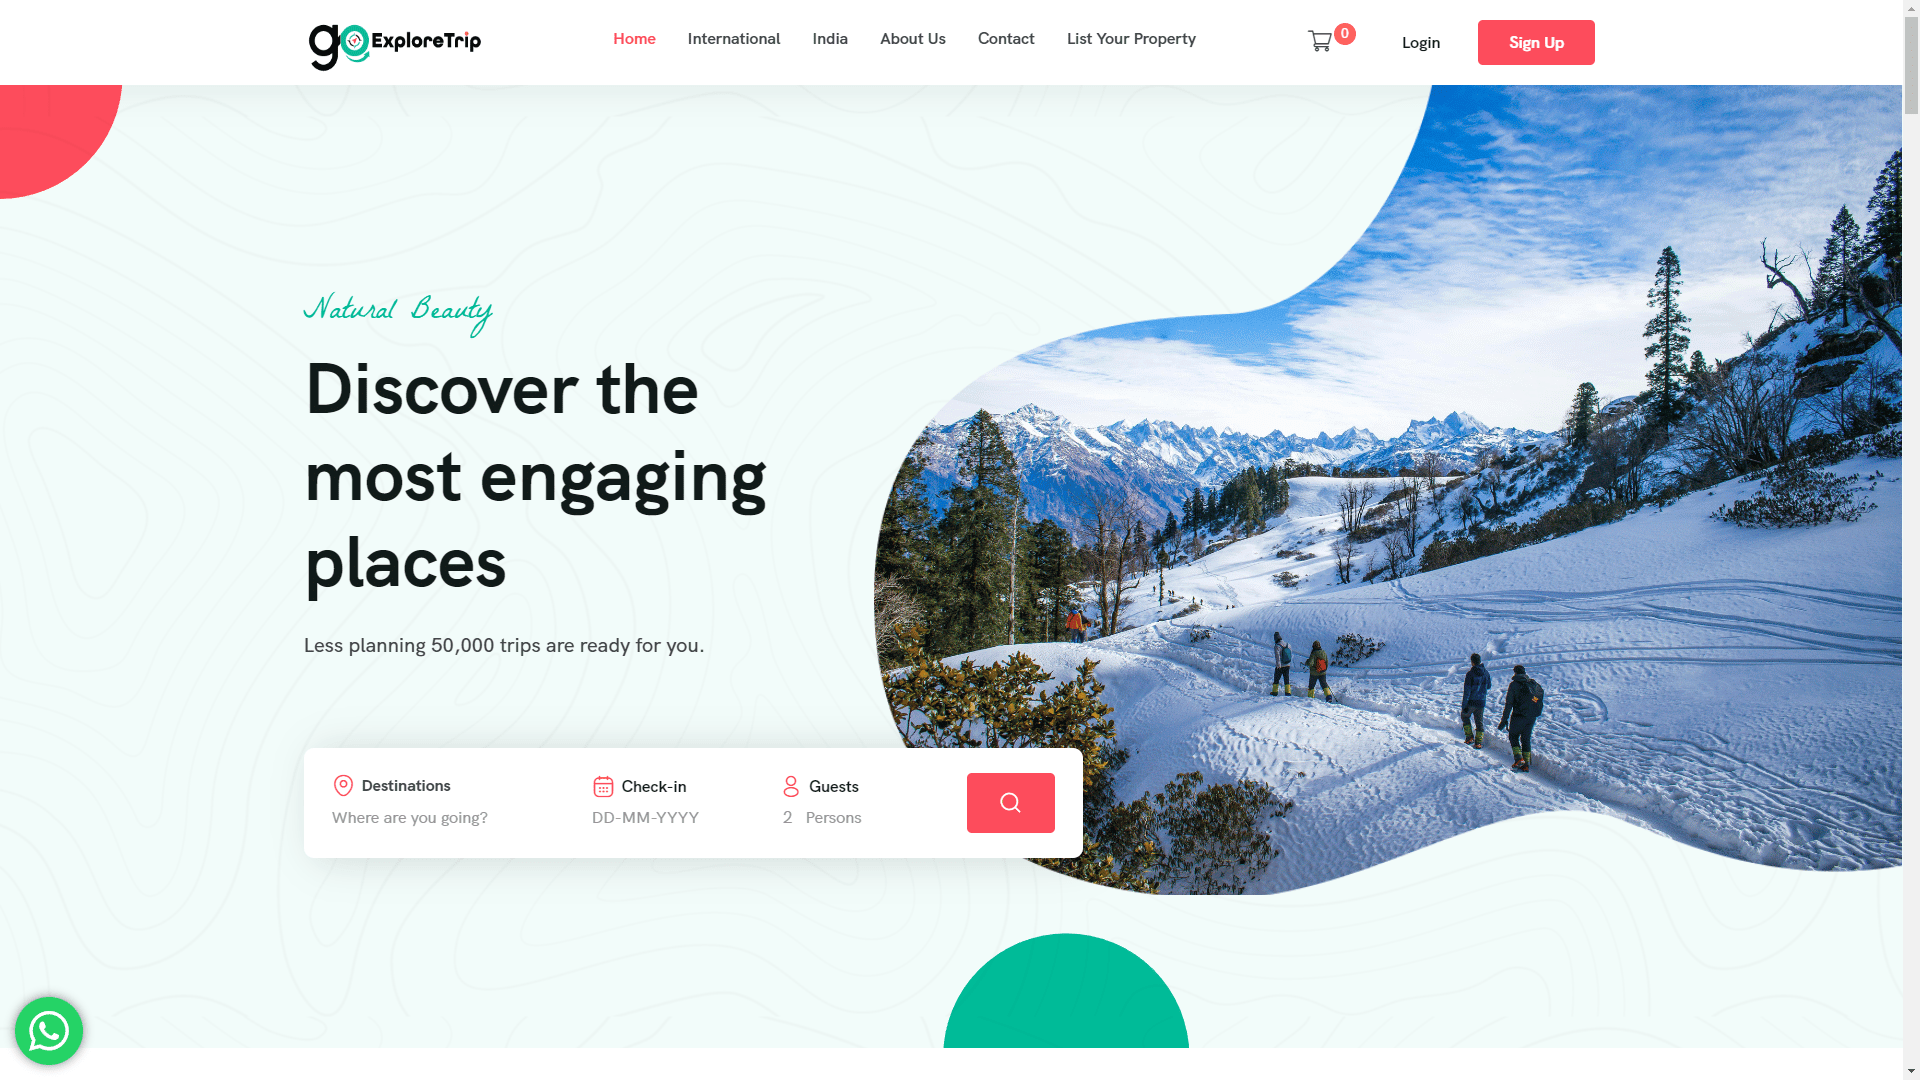 go ExploreTrip
Home
International
India
About Us
Contact
List Your Property
0
Login
Sign Up
Natural Beauty
Discover the
most engaging
places
Less planning 50,000 trips are ready for you.
Destinations
Where are you going?
Check-in
DD-MM-YYYY
Guests
2 Persons